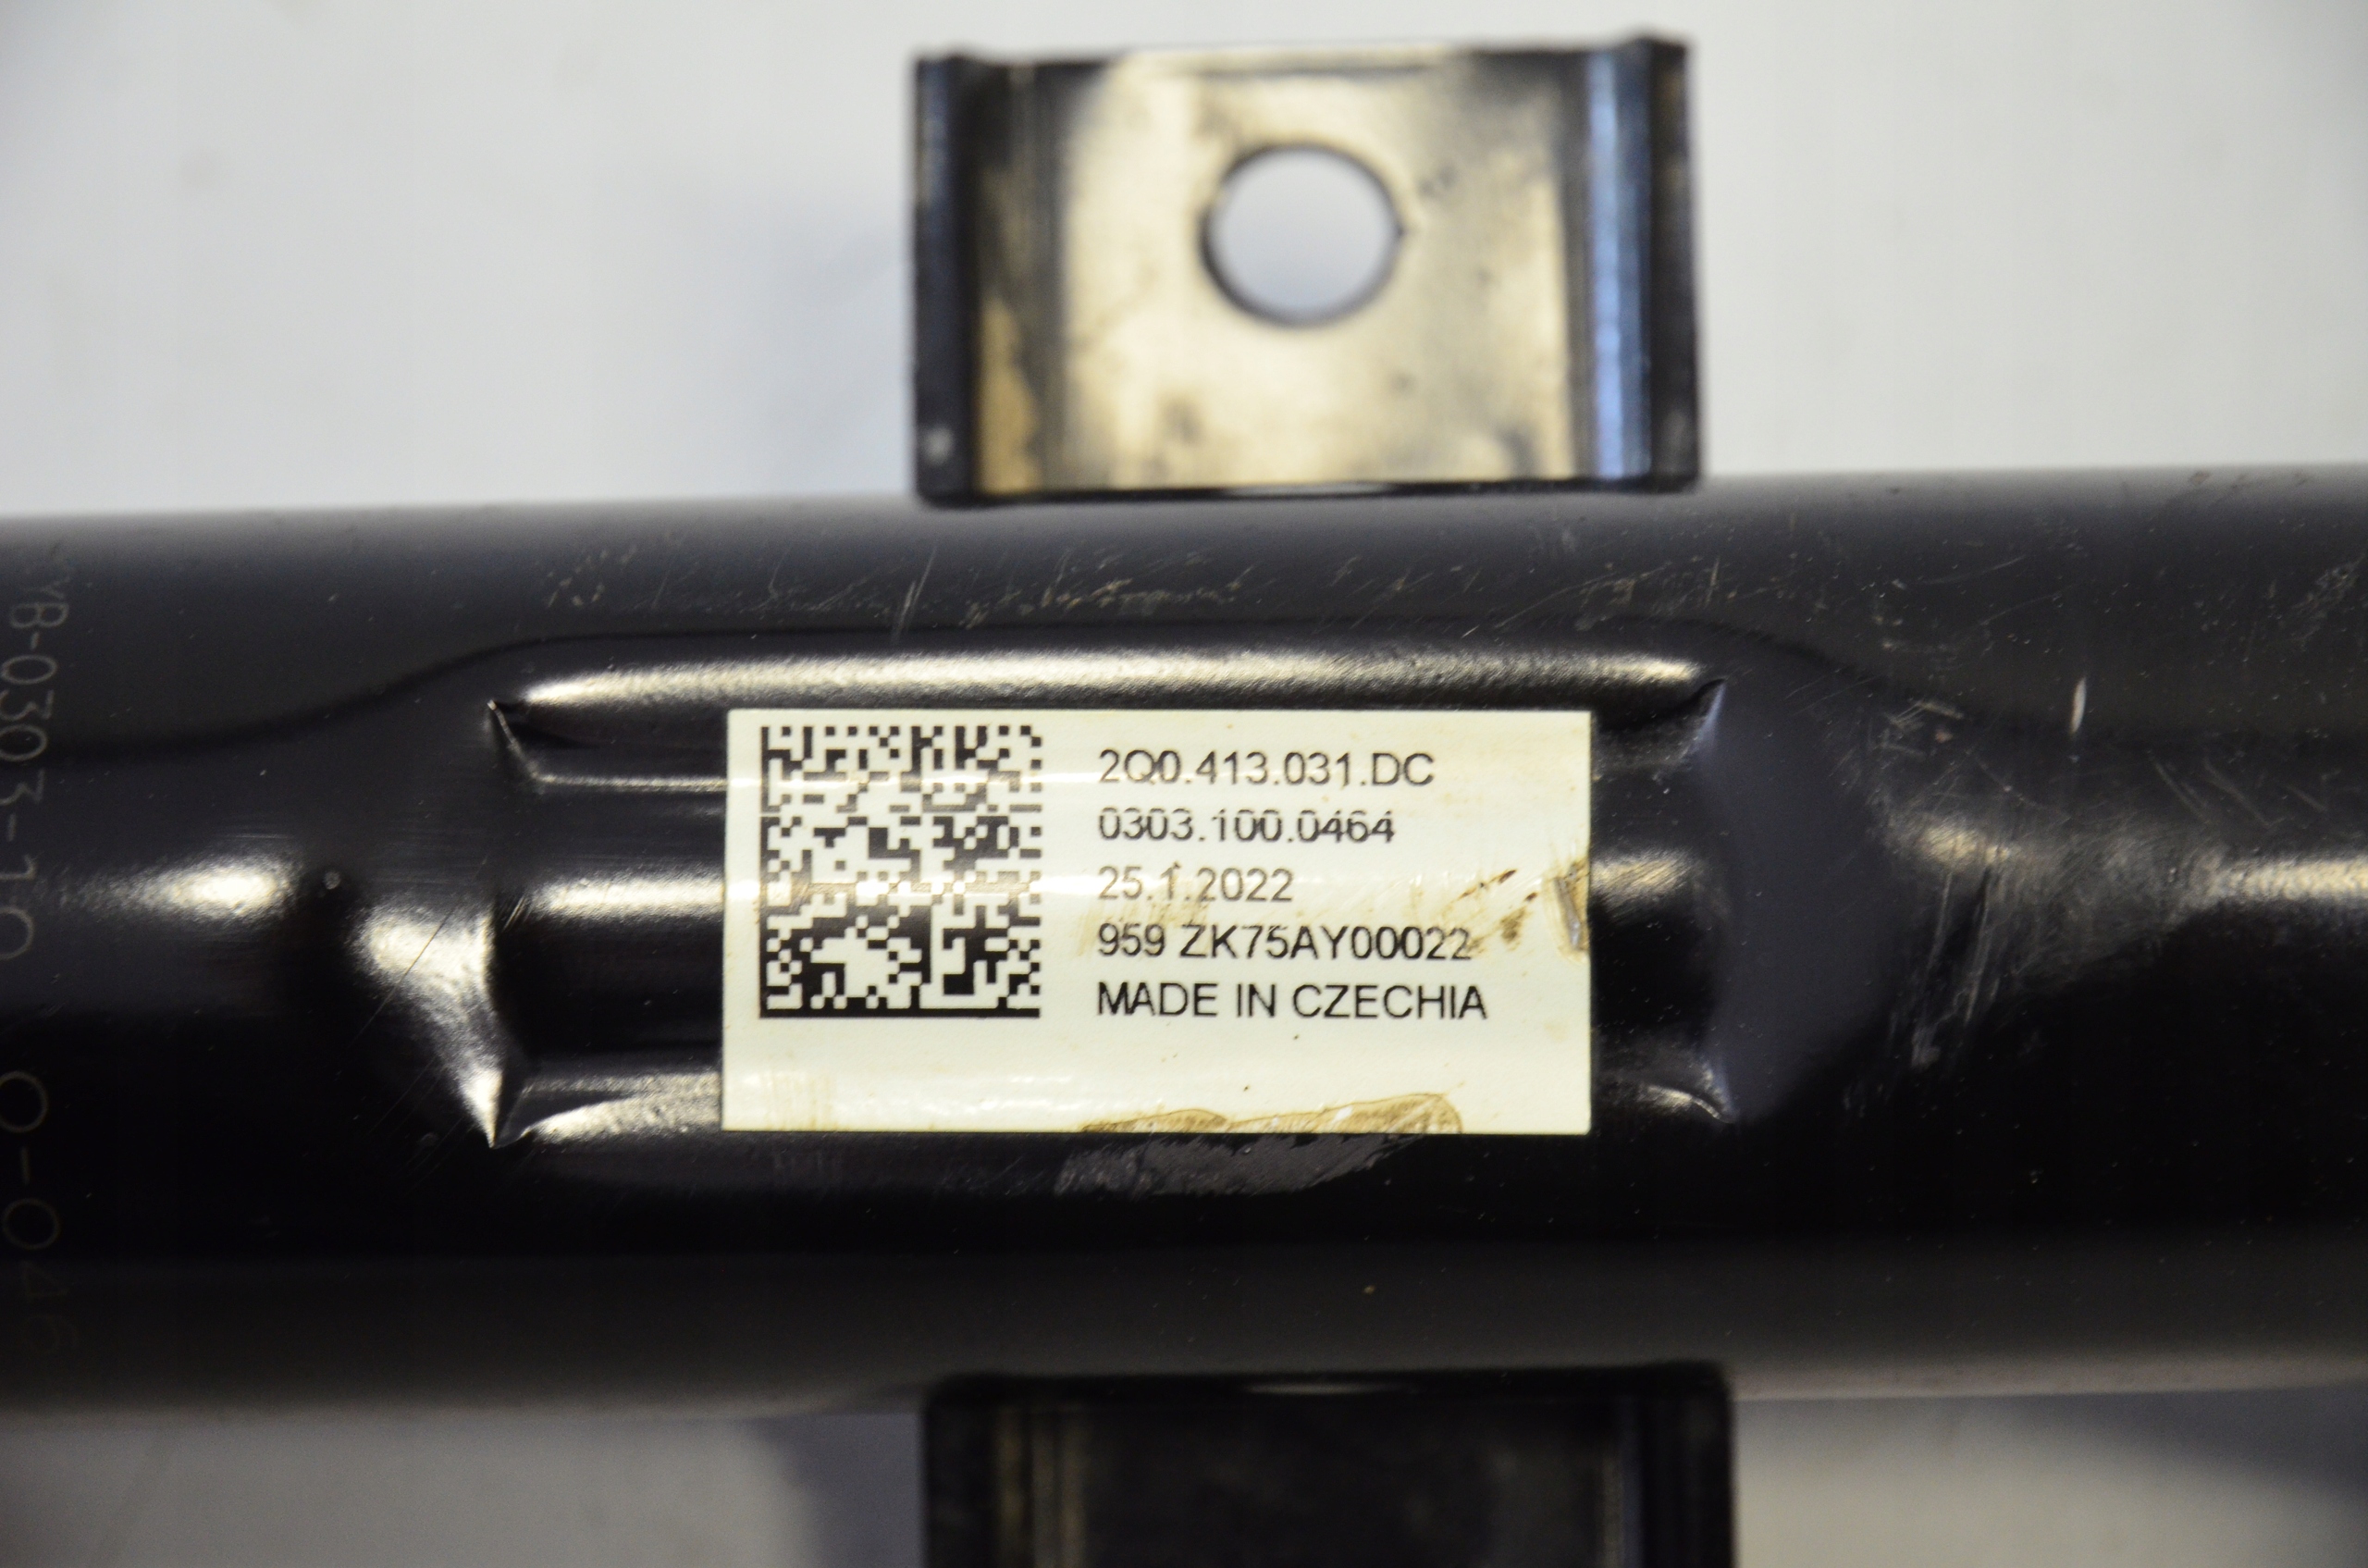 2Q0.413.031.DC
0303.100.0464
25.1.2022
959 ZK75AY00022
MADE IN CZECHIA